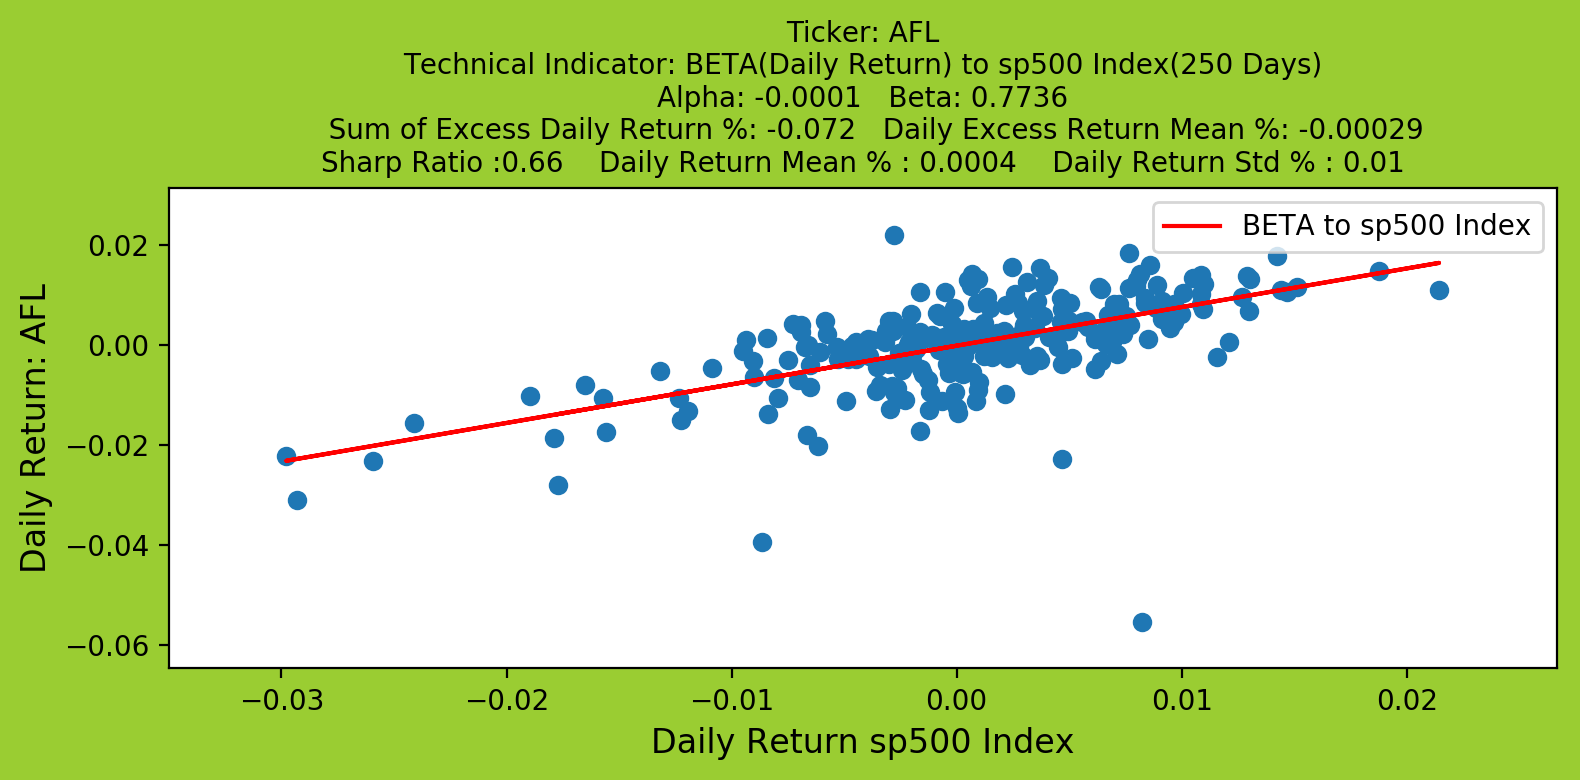 Ticker: AFL
Technical Indicator: BETA(Daily Return) to sp500 Index(250 Days)
Alpha: -0.0001   Beta: 0.7736
Sum of Excess Daily Return %: -0.072   Daily Excess Return Mean %: -0.00029
Sharp Ratio :0.66    Daily Return Mean % : 0.0004    Daily Return Std % : 0.01
BETA to sp500 Index
Daily Return: AFL
0.02
0.00
−0.02
−0.04
−0.06
−0.03
−0.02
−0.01
0.00
0.01
0.02
Daily Return sp500 Index